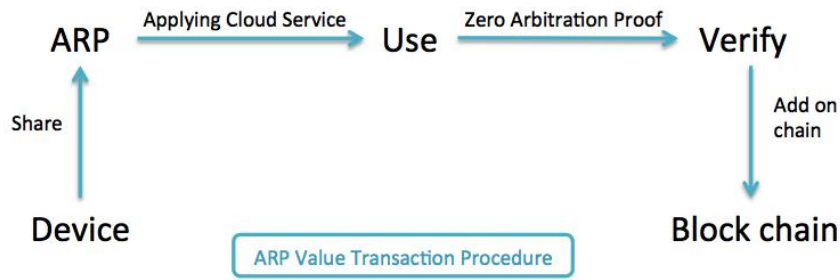 Applying Cloud Service
Zero Arbitration Proof
ARP
Use
Verify
Share
Add on
chain
Device
Block chain
ARP Value Transaction Procedure